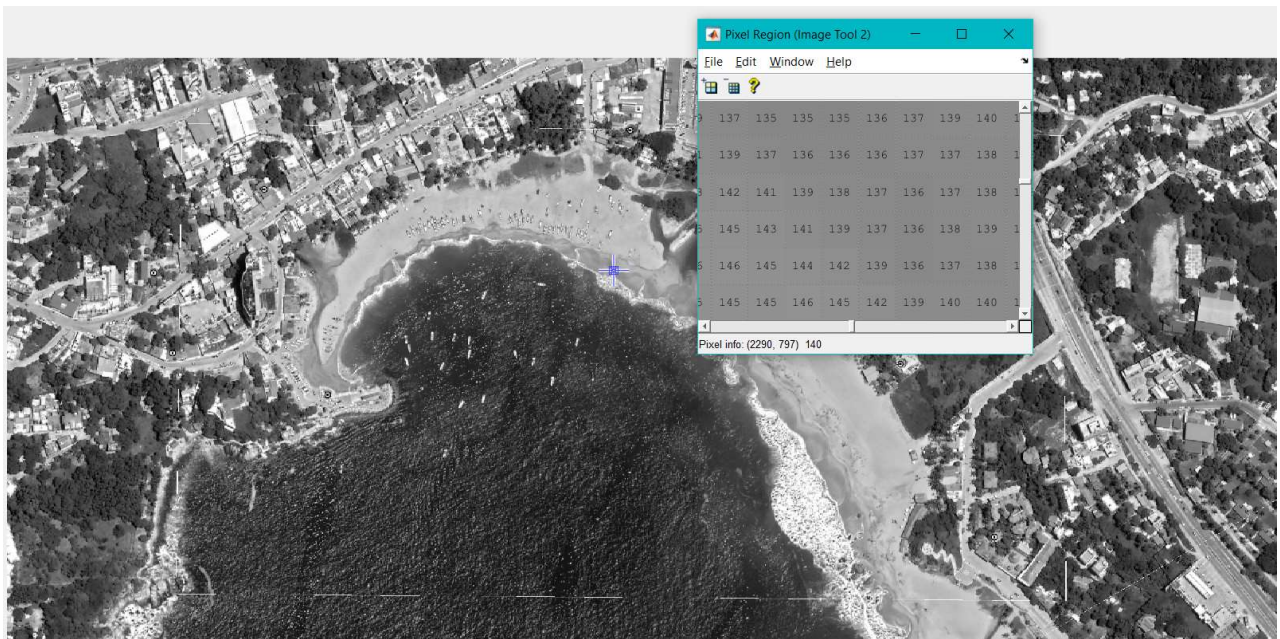 Pixel Region (Image Tool 2)
File Edit Window Help
137 135 135 135 136 137 139 140
139 137 136 136 136 137 137 138
142 141 139 138 137 136 137 138
145 143 141 139 137 136 138 139
146 145 144 142 139 136 137 138
145 145 146 145 142 139 140 140
Pixel info: (2290, 797) 140